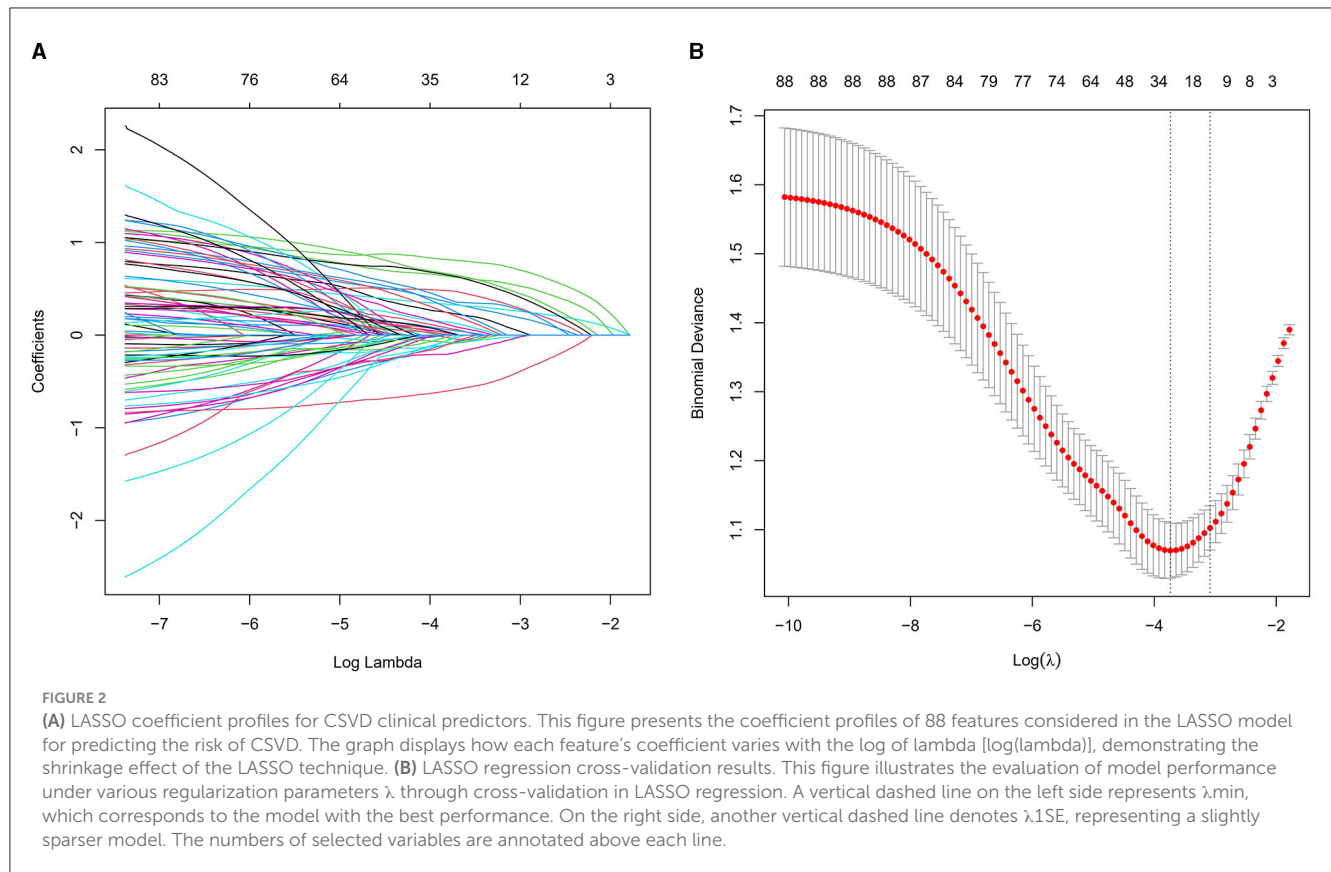 A
83 76 64 35 12 3
2
1
0
−1
−2
Coefficients
−7 −6 −5 −4 −3 −2
Log Lambda
B
88 88 88 88 87 84 79 77 74 64 48 34 18 9 8 3
1.7
1.6
1.5
1.4
1.3
1.2
1.1
Binomial Deviance
−10 −8 −6 −4 −2
Log(λ)
FIGURE 2
(A) LASSO coefficient profiles for CSVD clinical predictors. This figure presents the coefficient profiles of 88 features considered in the LASSO model
for predicting the risk of CSVD. The graph displays how each feature's coefficient varies with the log of lambda [log(lambda)], demonstrating the
shrinkage effect of the LASSO technique. (B) LASSO regression cross-validation results. This figure illustrates the evaluation of model performance
under various regularization parameters λ through cross-validation in LASSO regression. A vertical dashed line on the left side represents λmin,
which corresponds to the model with the best performance. On the right side, another vertical dashed line denotes λ1SE, representing a slightly
sparser model. The numbers of selected variables are annotated above each line.